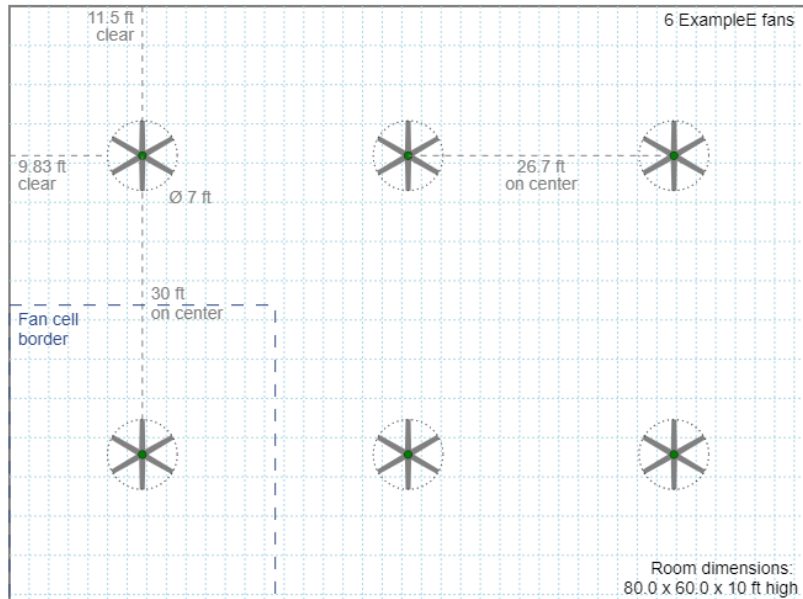 11.5 ft
clear
6 ExampleE fans
9.83 ft
clear
Ø 7 ft
26.7 ft
on center
30 ft
on center
Fan cell
border
Room dimensions:
80.0 x 60.0 x 10 ft high